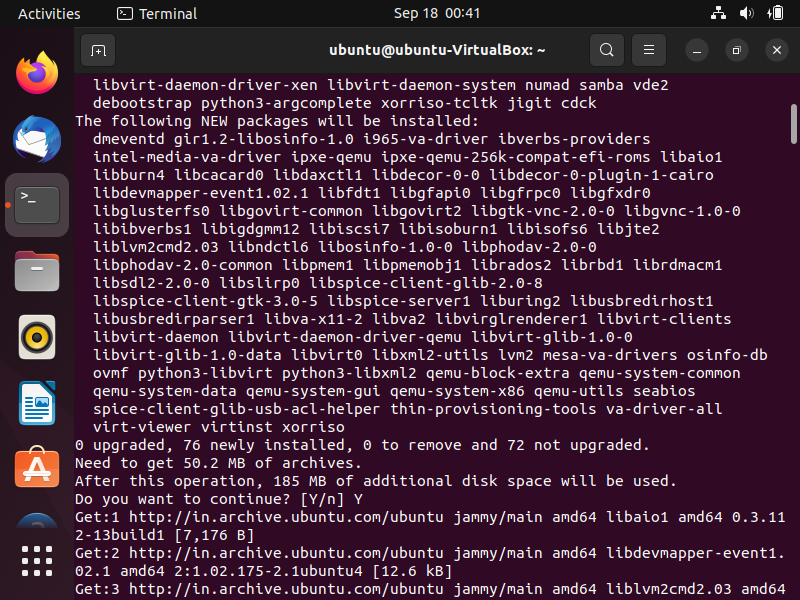 Activities
Terminal
Sep 18 00:41
ubuntu@ubuntu-VirtualBox: ~
libvirt-daemon-driver-xen libvirt-daemon-system numad samba vde2
debootstrap python3-argcomplete xorriso-tcltk jigit cdck
The following NEW packages will be installed:
dmeventd gir1.2-libosinfo-1.0 i965-va-driver ibverbs-providers
intel-media-va-driver ipxe-qemu ipxe-qemu-256k-compat-efi-roms libaio1
libburn4 libcacard0 libdaxctl1 libdecor-0-0 libdecor-0-plugin-1-cairo
libdevmapper-event1.02.1 libfdt1 libgfapi0 libgfrpc0 libgfxdr0
libglusterfs0 libgovirt-common libgovirt2 libgtk-vnc-2.0-0 libgvnc-1.0-0
libibverbs1 libigdgmm12 libiscsi7 libisoburn1 libisofs6 libjte2
liblvm2cmd2.03 libndctl6 libosinfo-1.0-0 libphodav-2.0-0
libphodav-2.0-common libpmem1 libpmemobj1 librados2 librbd1 librdmacm1
libsdl2-2.0-0 libslirp0 libspice-client-glib-2.0-8
libspice-client-gtk-3.0-5 libspice-server1 liburing2 libusbredirhost1
libusbredirparser1 libva-x11-2 libva2 libvirglrenderer1 libvirt-clients
libvirt-daemon libvirt-daemon-driver-qemu libvirt-glib-1.0-0
libvirt-glib-1.0-data libvirt0 libxml2-utils lvm2 mesa-va-drivers osinfo-db
ovmf python3-libvirt python3-libxml2 qemu-block-extra qemu-system-common
qemu-system-data qemu-system-gui qemu-system-x86 qemu-utils seabios
spice-client-glib-usb-acl-helper thin-provisioning-tools va-driver-all
virt-viewer virtinst xorriso
0 upgraded, 76 newly installed, 0 to remove and 72 not upgraded.
Need to get 50.2 MB of archives.
After this operation, 185 MB of additional disk space will be used.
Do you want to continue? [Y/n] Y
Get:1 http://in.archive.ubuntu.com/ubuntu jammy/main amd64 libaio1 amd64 0.3.11
2-13build1 [7,176 B]
Get:2 http://in.archive.ubuntu.com/ubuntu jammy/main amd64 libdevmapper-event1.
02.1 amd64 2:1.02.175-2.1ubuntu4 [12.6 kB]
Get:3 http://in.archive.ubuntu.com/ubuntu jammy/main amd64 liblvm2cmd2.03 amd64